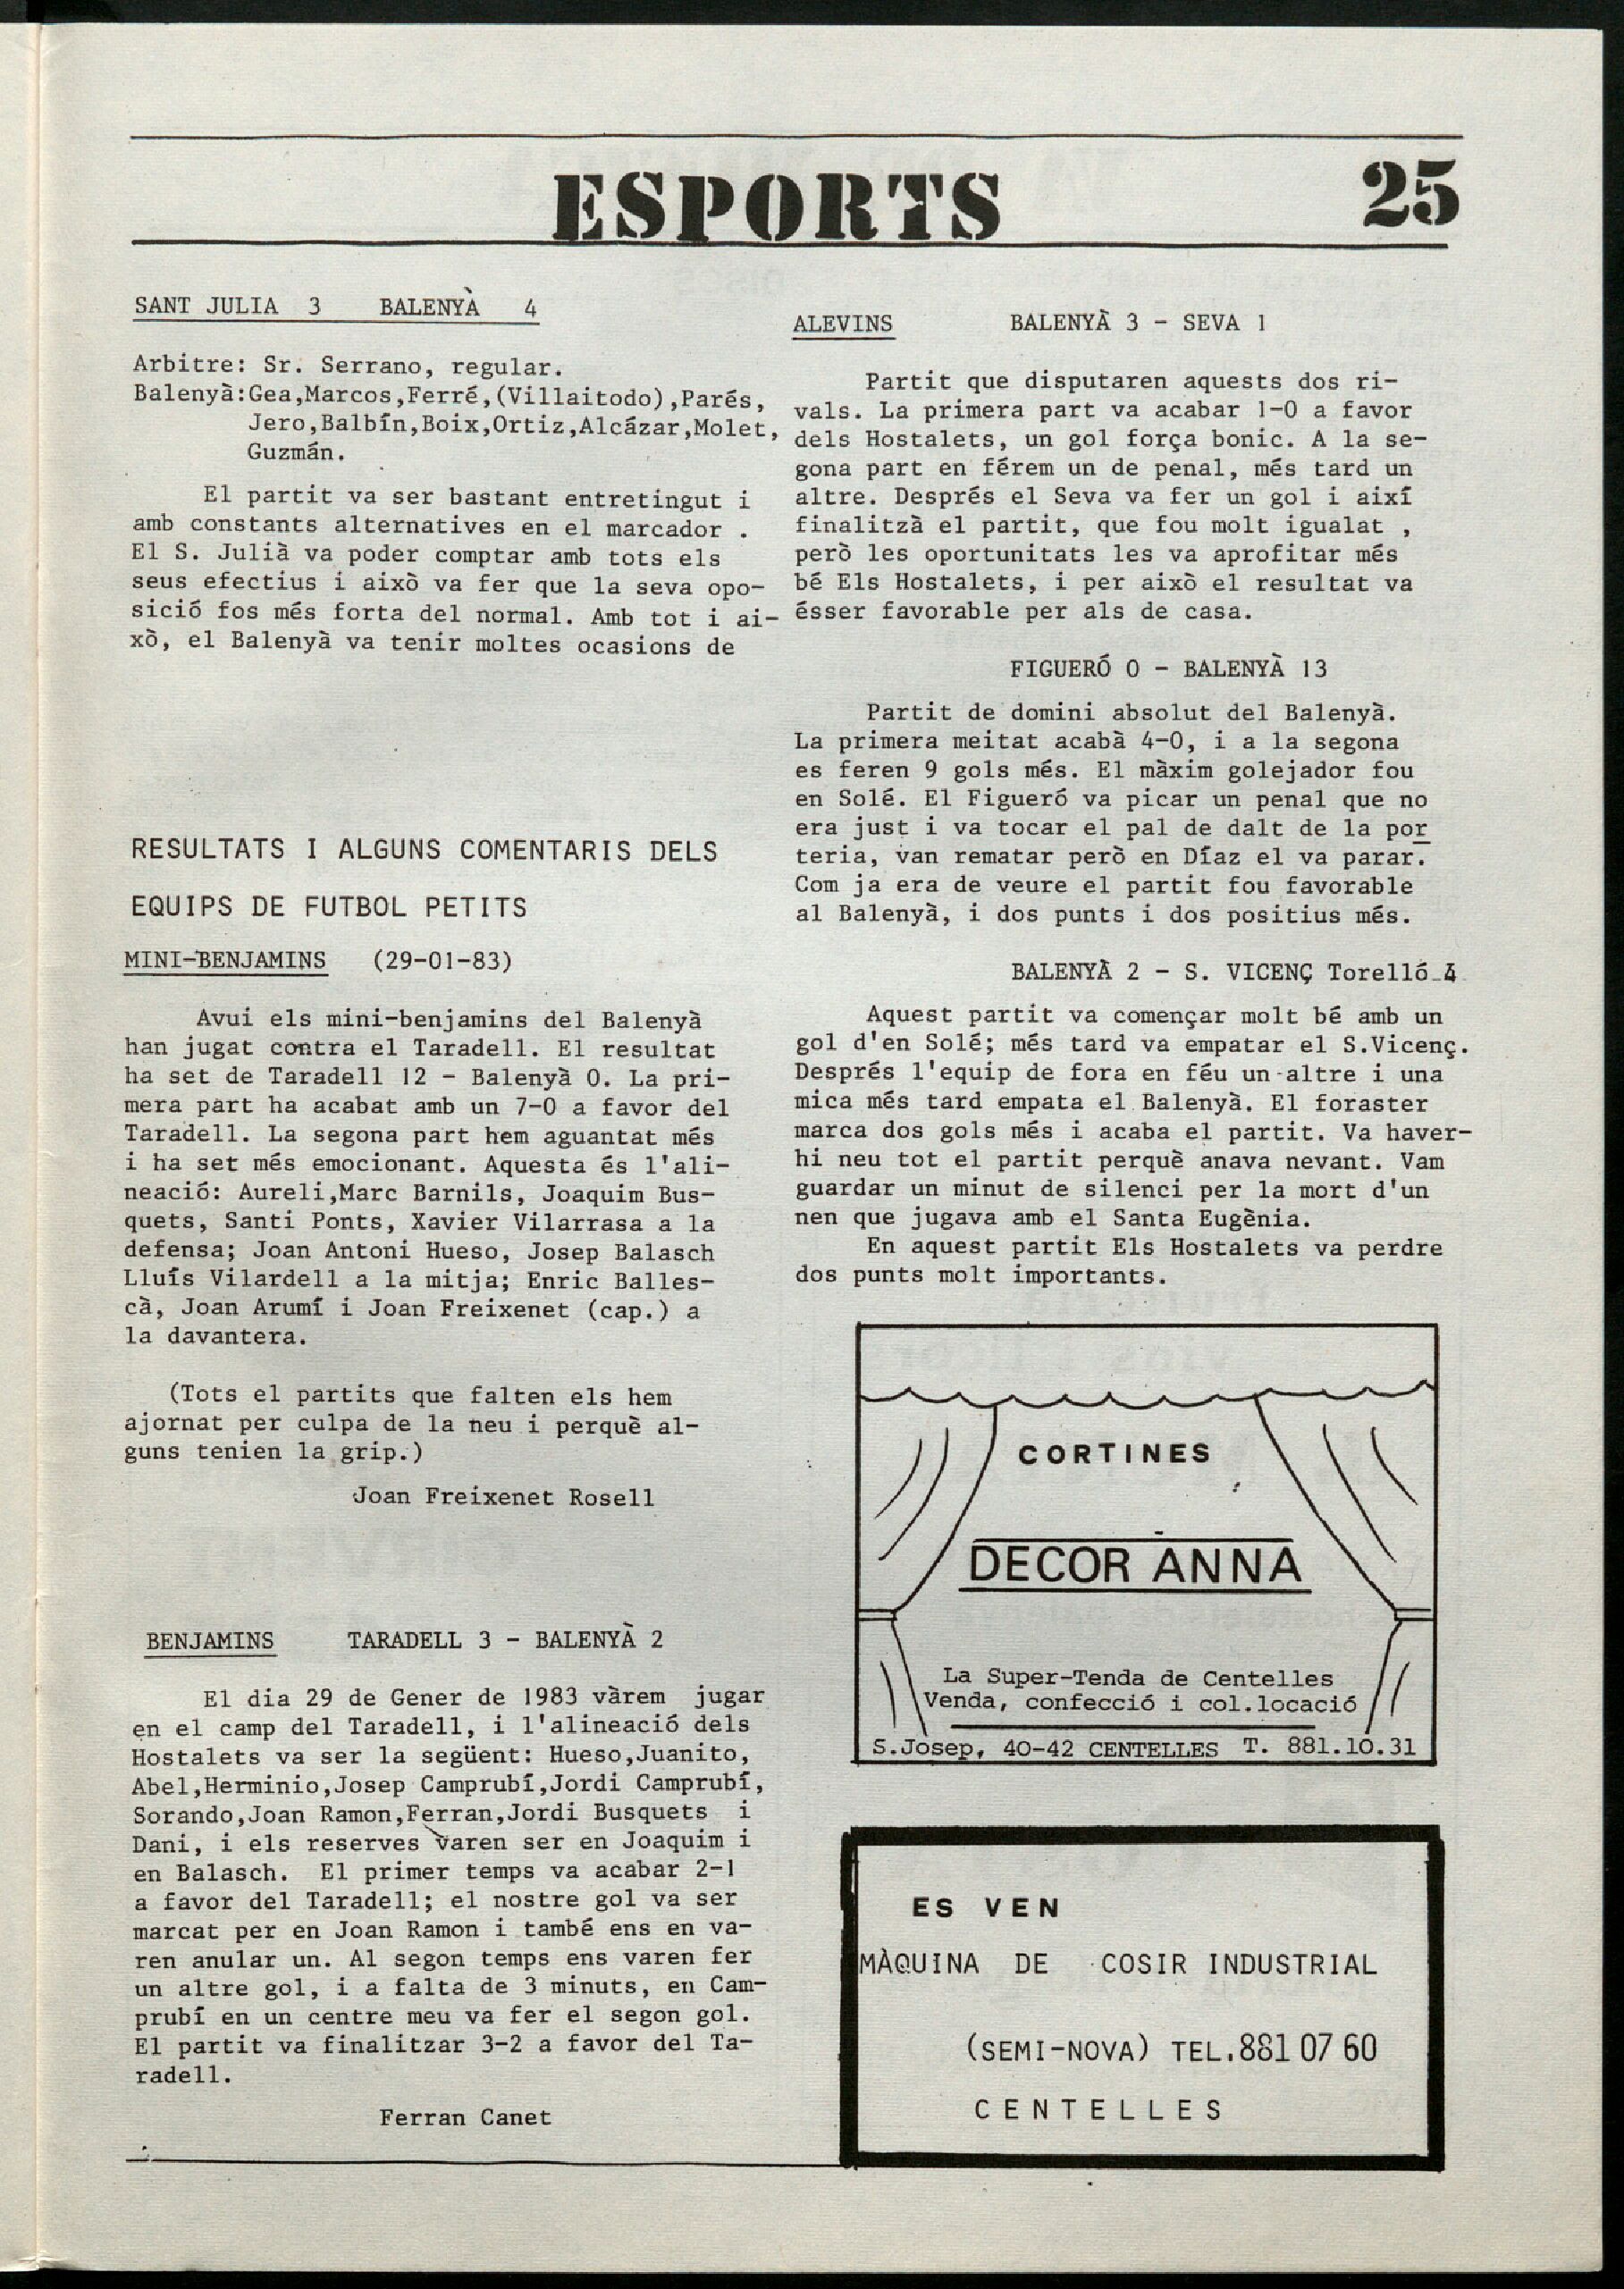 ESPORTS
25
SANT JULIA 3 BALENYÀ 4
Arbitre: Sr. Serrano, regular.
Balenyà:Gea,Marcos,Ferré,(Villaitodo),Parés,
Jero,Balbín,Boix,Ortiz,Alcázar,Molet,
Guzmán.
El partit va ser bastant entretingut i
amb constants alternatives en el marcador .
El S. Julià va poder comptar amb tots els
seus efectius i això va fer que la seva opo-
sició fos més forta del normal. Amb tot i ai-
xò, el Balenyà va tenir moltes ocasions de
RESULTATS I ALGUNS COMENTARIS DELS
EQUIPS DE FUTBOL PETITS
MINI-BENJAMINS (29-01-83)
Avui els mini-benjamins del Balenyà
han jugat contra el Taradell. El resultat
ha set de Taradell 12 - Balenyà 0. La pri-
mera part ha acabat amb un 7-0 a favor del
Taradell. La segona part hem aguantat més
i ha set més emocionant. Aquesta és l'ali-
neació: Aureli,Marc Barnils, Joaquim Bus-
quets, Santi Ponts, Xavier Vilarrasa a la
defensa; Joan Antoni Hueso, Josep Balasch
Lluís Vilardell a la mitja; Enric Balles-
cà, Joan Arumí i Joan Freixenet (cap.) a
la davantera.
(Tots el partits que falten els hem
ajornat per culpa de la neu i perquè al-
guns tenien la grip.)
Joan Freixenet Rosell
BENJAMINS TARADELL 3 - BALENYÀ 2
El dia 29 de Gener de 1983 vàrem jugar
en el camp del Taradell, i l'alineació dels
Hostalets va ser la següent: Hueso,Juanito,
Abel,Herminio,Josep Camprubí,Jordi Camprubí,
Sorando,Joan Ramon,Ferran,Jordi Busquets i
Dani, i els reserves varen ser en Joaquim i
en Balasch. El primer temps va acabar 2-1
a favor del Taradell; el nostre gol va ser
marcat per en Joan Ramon i també ens en va-
ren anular un. Al segon temps ens varen fer
un altre gol, i a falta de 3 minuts, en Cam-
prubí en un centre meu va fer el segon gol.
El partit va finalitzar 3-2 a favor del Ta-
radell.
Ferran Canet
ALEVINS BALENYÀ 3 - SEVA 1
Partit que disputaren aquests dos ri-
vals. La primera part va acabar 1-0 a favor
dels Hostalets, un gol força bonic. A la se-
gona part en férem un de penal, més tard un
altre. Després el Seva va fer un gol i així
finalitzà el partit, que fou molt igualat ,
però les oportunitats les va aprofitar més
bé Els Hostalets, i per això el resultat va
ésser favorable per als de casa.
FIGUERÓ 0 - BALENYÀ 13
Partit de domini absolut del Balenyà.
La primera meitat acabà 4-0, i a la segona
es feren 9 gols més. El màxim golejador fou
en Solé. El Figueró va picar un penal que no
era just i va tocar el pal de dalt de la por
teria, van rematar però en Díaz el va parar.
Com ja era de veure el partit fou favorable
al Balenyà, i dos punts i dos positius més.
BALENYÀ 2 - S. VICENÇ Torelló 4
Aquest partit va començar molt bé amb un
gol d'en Solé; més tard va empatar el S.Vicenç.
Després l'equip de fora en féu un altre i una
mica més tard empata el Balenyà. El foraster
marca dos gols més i acaba el partit. Va haver-
hi neu tot el partit perquè anava nevant. Vam
guardar un minut de silenci per la mort d'un
nen que jugava amb el Santa Eugènia.
En aquest partit Els Hostalets va perdre
dos punts molt importants.
CORTINES
DECOR ANNA
La Super-Tenda de Centelles
Venda, confecció i col.locació
S.Josep, 40-42 CENTELLES T. 881.10.31
ES VEN
MÀQUINA DE COSIR INDUSTRIAL
(SEMI-NOVA) TEL.881 07 60
CENTELLES